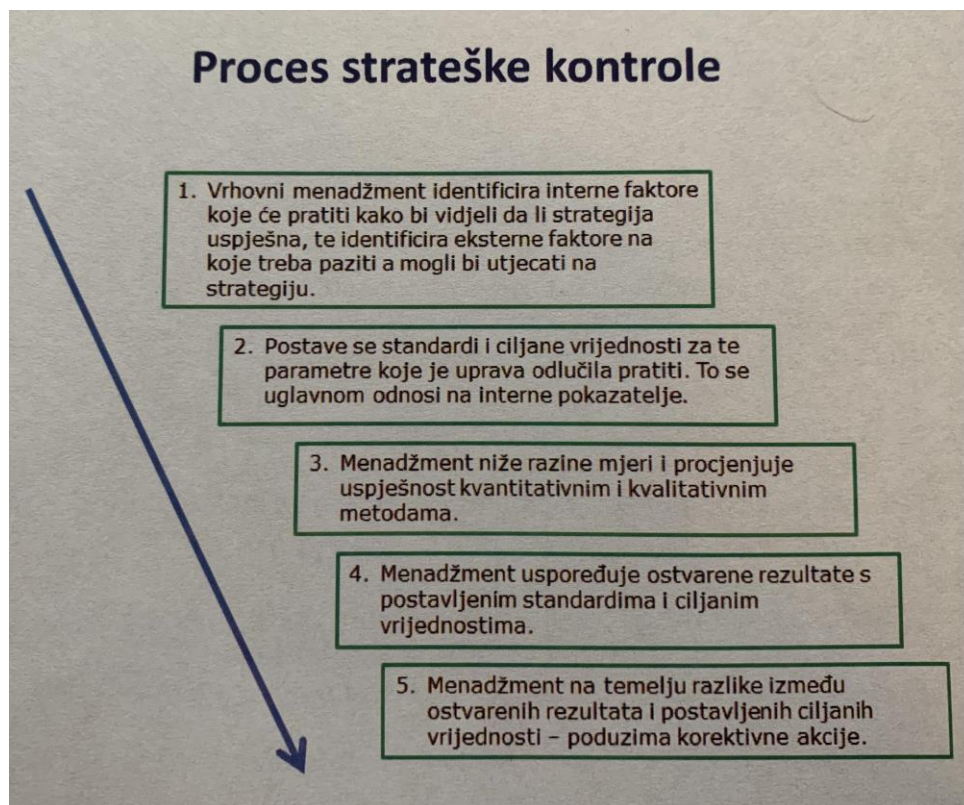 Proces strateške kontrole
1. Vrhovni menadžment identificira interne faktore
koje će pratiti kako bi vidjeli da li strategija
uspješna, te identificira eksterne faktore na
koje treba paziti a mogli bi utjecati na
strategiju.
2. Postave se standardi i ciljane vrijednosti za te
parametre koje je uprava odlučila pratiti. To se
uglavnom odnosi na interne pokazatelje.
3. Menadžment niže razine mjeri i procjenjuje
uspješnost kvantitativnim i kvalitativnim
metodama.
4. Menadžment uspoređuje ostvarene rezultate s
postavljenim standardima i ciljanim
vrijednostima.
5. Menadžment na temelju razlike između
ostvarenih rezultata i postavljenih ciljanih
vrijednosti – poduzima korektivne akcije.